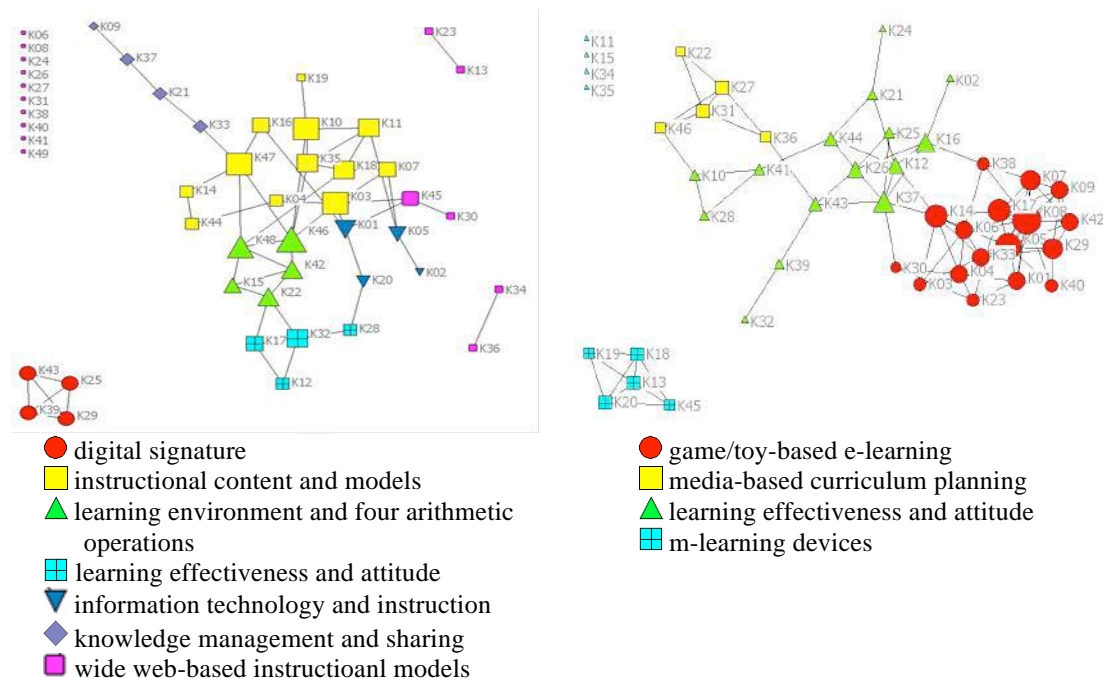 K06
K08
K24
K26
K27
K31
K38
K40
K41
K49
K09
K37
K21
K33
K23
K13
K19
K16
K10
K11
K47
K35
K18
K07
K14
K04
K03
K45
K44
K30
K48
K46
K01
K05
K42
K02
K15
K20
K22
K34
K17
K32
K28
K36
K12
K43
K25
K39
K29
digital signature
instructional content and models
learning environment and four arithmetic
operations
learning effectiveness and attitude
information technology and instruction
knowledge management and sharing
wide web-based instructioanl models
K11
K15
K34
K35
K24
K22
K27
K02
K21
K31
K46
K36
K44
K25
K16
K10
K41
K26
K12
K38
K07
K09
K28
K43
K37
K14
K17
K08
K42
K06
K05
K29
K39
K30
K33
K04
K01
K40
K03
K23
K32
K19
K18
K13
K20
K45
game/toy-based e-learning
media-based curriculum planning
learning effectiveness and attitude
m-learning devices